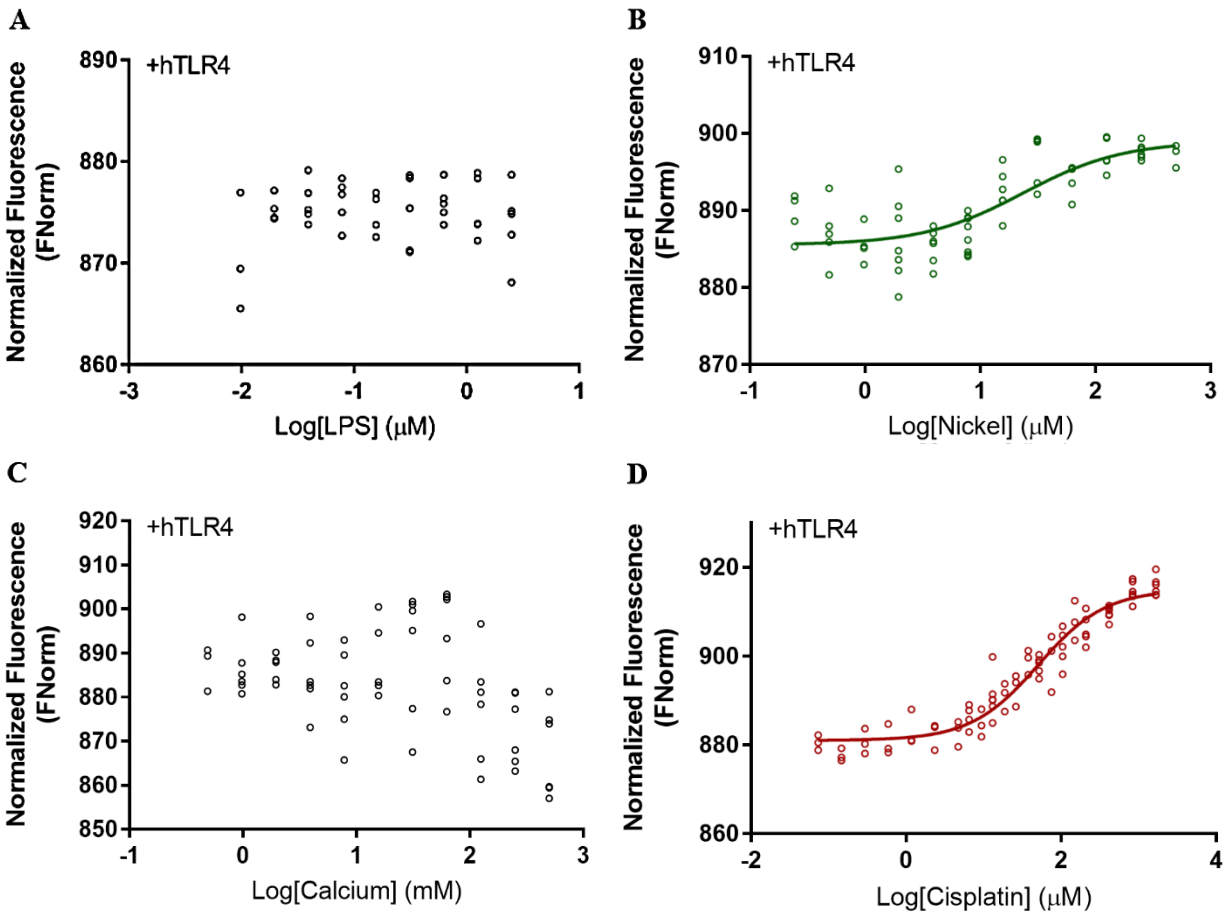 A
+hTLR4
Normalized Fluorescence
(FNorm)
890
880
870
860
-3
-2
-1
0
1
Log[LPS] (μM)
B
+hTLR4
Normalized Fluorescence
(FNorm)
910
900
890
880
870
-1
0
1
2
3
Log[Nickel] (μM)
C
+hTLR4
Normalized Fluorescence
(FNorm)
920
910
900
890
880
870
860
850
-1
0
1
2
3
Log[Calcium] (mM)
D
+hTLR4
Normalized Fluorescence
(FNorm)
920
900
880
860
-2
0
2
4
Log[Cisplatin] (μM)